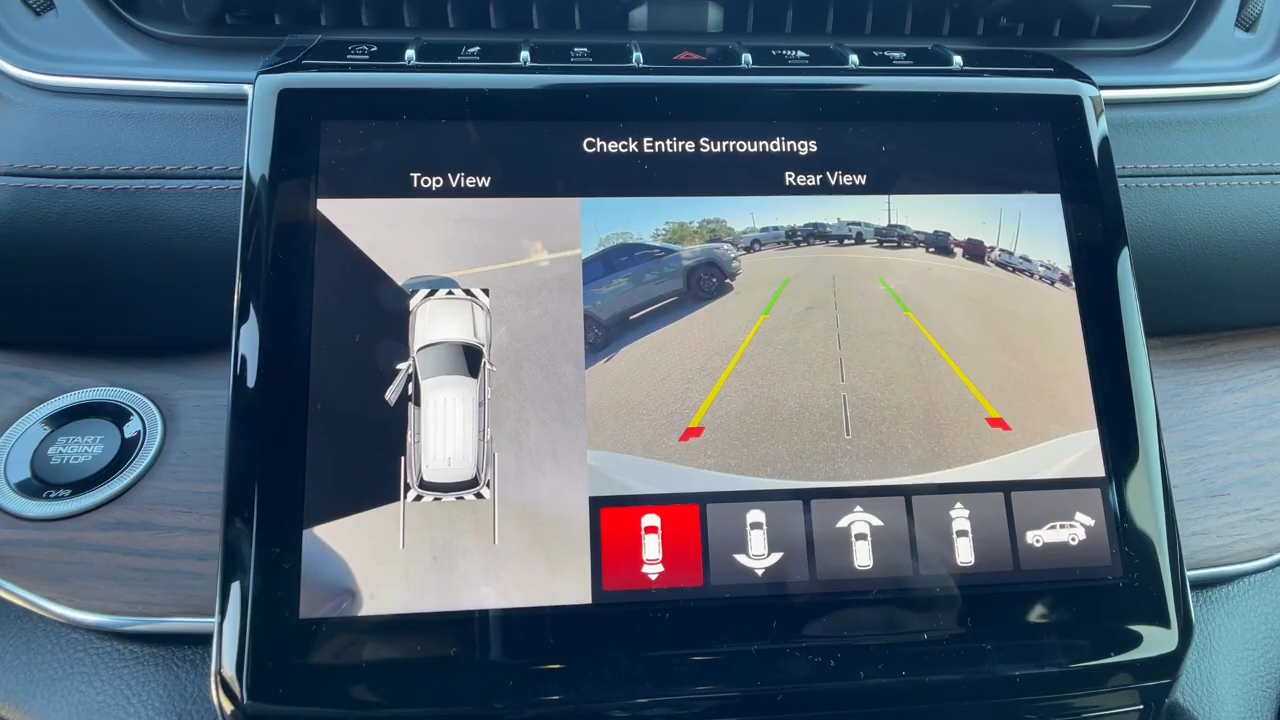 Check Entire Surroundings
Top View
Rear View
START
ENGINE
STOP